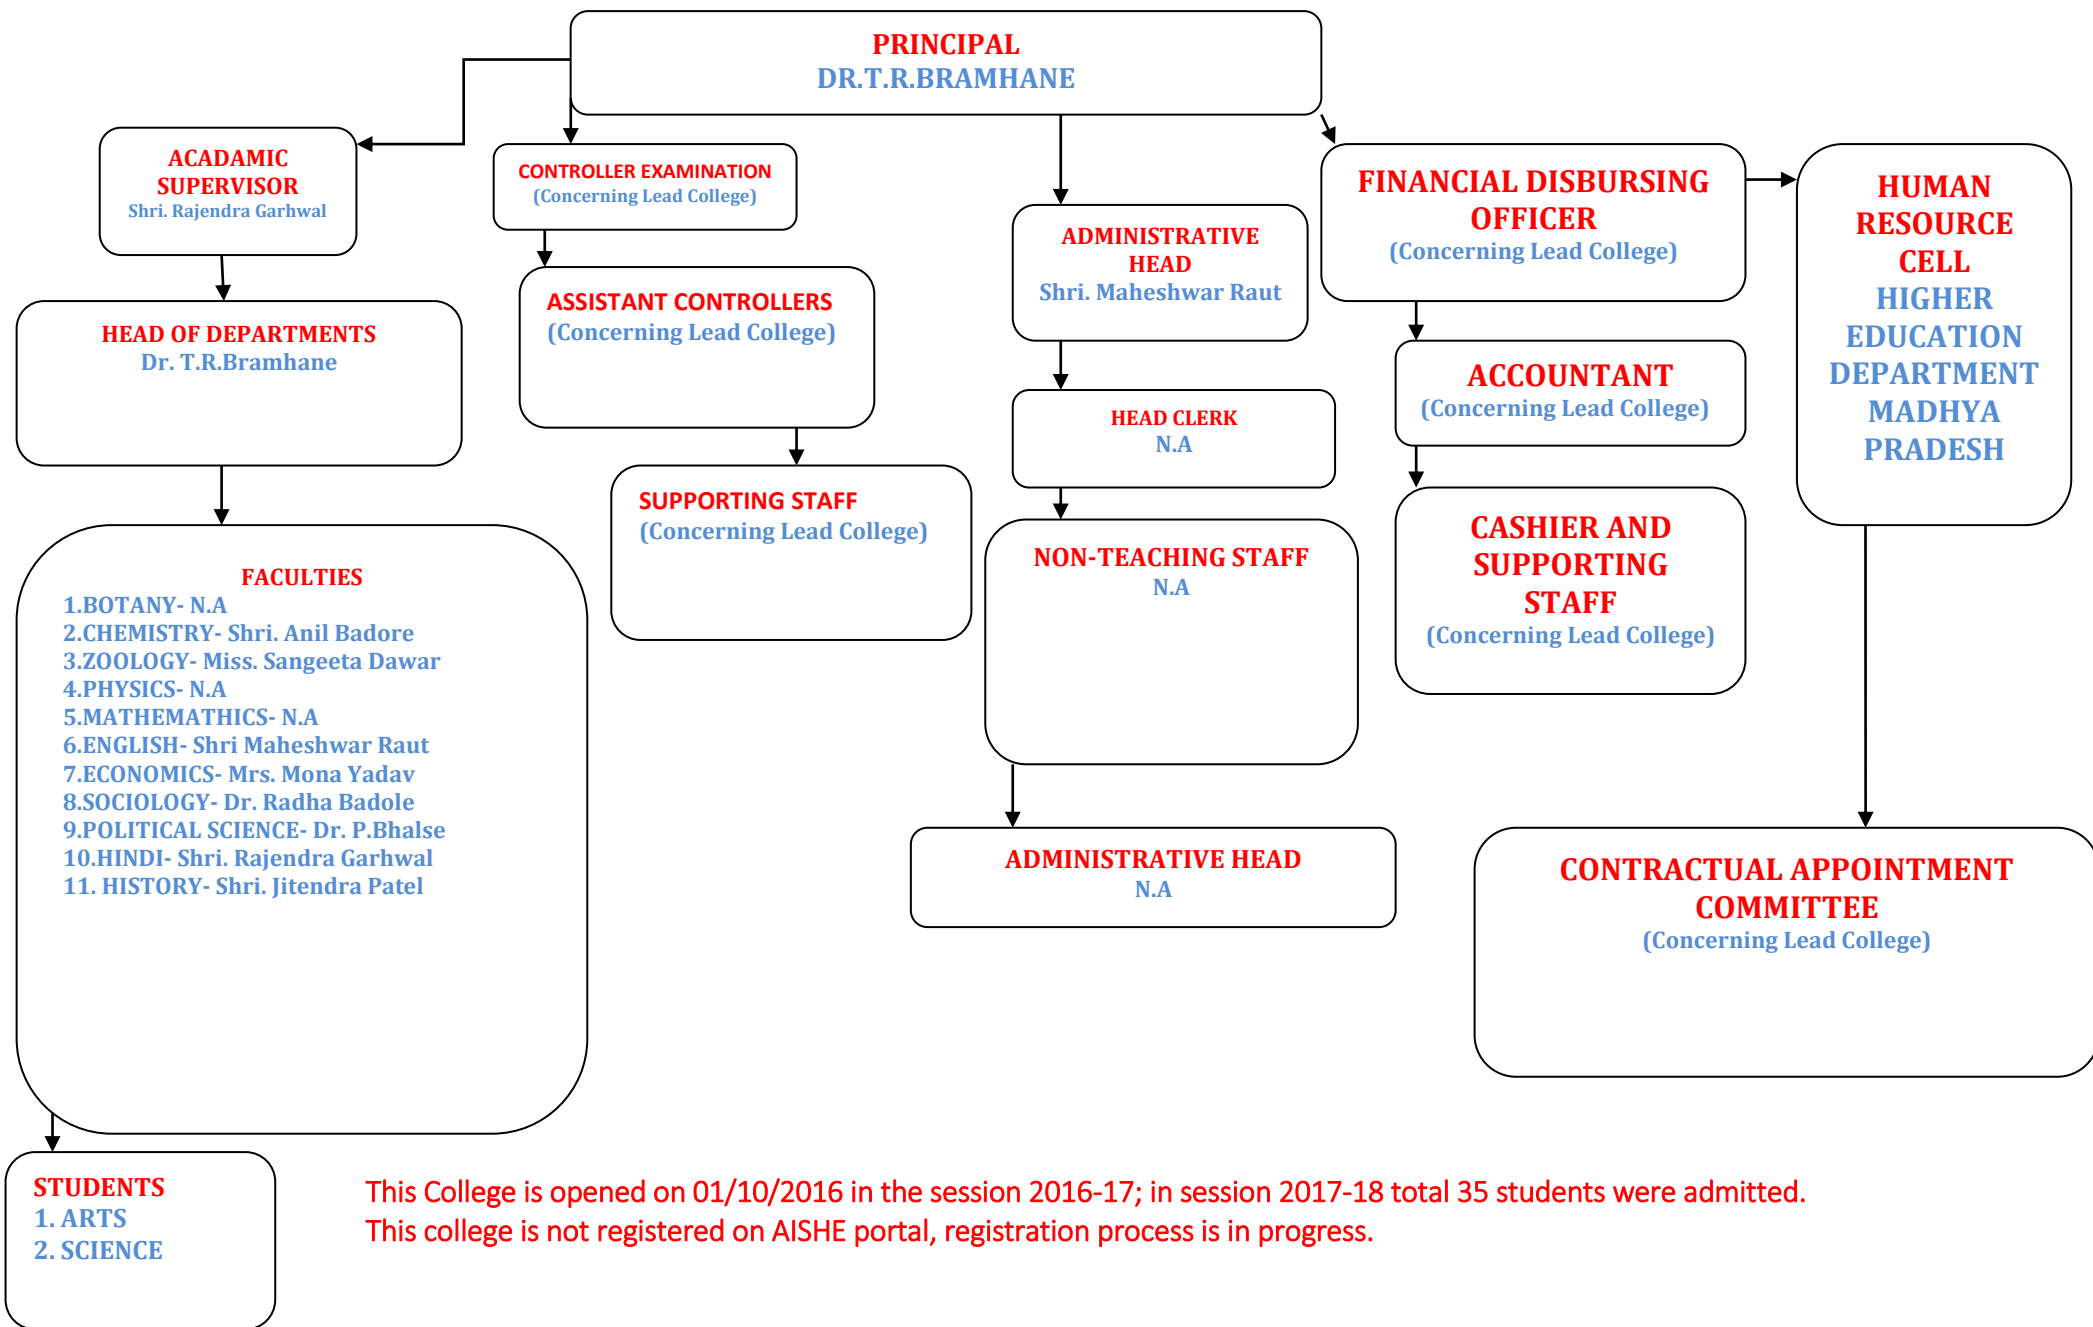 PRINCIPAL
DR.T.R.BRAMHANE
ACADAMIC
SUPERVISOR
Shri. Rajendra Garhwal
CONTROLLER EXAMINATION
(Concerning Lead College)
ADMINISTRATIVE
HEAD
Shri. Maheshwar Raut
FINANCIAL DISBURSING
OFFICER
(Concerning Lead College)
HUMAN
RESOURCE
CELL
HIGHER
EDUCATION
DEPARTMENT
MADHYA
PRADESH
HEAD OF DEPARTMENTS
Dr. T.R.Bramhane
ASSISTANT CONTROLLERS
(Concerning Lead College)
HEAD CLERK
N.A
ACCOUNTANT
(Concerning Lead College)
SUPPORTING STAFF
(Concerning Lead College)
NON-TEACHING STAFF
N.A
CASHIER AND
SUPPORTING
STAFF
(Concerning Lead College)
FACULTIES
1.BOTANY- N.A
2.CHEMISTRY- Shri. Anil Badore
3.ZOOLOGY- Miss. Sangeeta Dawar
4.PHYSICS- N.A
5.MATHEMATHICS- N.A
6.ENGLISH- Shri Maheshwar Raut
7.ECONOMICS- Mrs. Mona Yadav
8.SOCIOLOGY- Dr. Radha Badole
9.POLITICAL SCIENCE- Dr. P.Bhalse
10.HINDI- Shri. Rajendra Garhwal
11. HISTORY- Shri. Jitendra Patel
ADMINISTRATIVE HEAD
N.A
CONTRACTUAL APPOINTMENT
COMMITTEE
(Concerning Lead College)
STUDENTS
1. ARTS
2. SCIENCE
This College is opened on 01/10/2016 in the session 2016-17; in session 2017-18 total 35 students were admitted.
This college is not registered on AISHE portal, registration process is in progress.